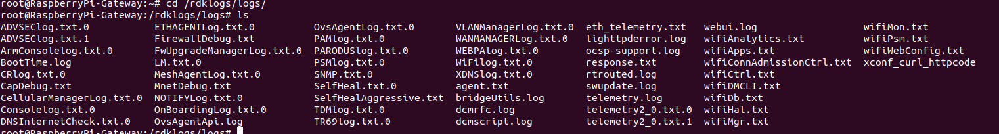 root@RaspberryPi-Gateway:~# cd /rdklogs/logs/
root@RaspberryPi-Gateway:/rdklogs/logs# ls
ADVSEClog.txt.0 ETHAGENTLog.txt.0 OvsAgentLog.txt.0 VLANManagerLog.txt.0 eth_telemetry.txt webui.log wifiMon.txt
ADVSEClog.txt.1 FirewallDebug.txt PAMlog.txt.0 WANMANAGERLog.txt.0 lighttpderror.log wifiAnalytics.txt wifiPsm.txt
ArmConsolelog.txt.0 FwUpgradeManagerLog.txt.0 PARODUSlog.txt.0 WEBPAlog.txt.0 ocsp-support.log wifiApps.txt wifiWebConfig.txt
BootTime.log LM.txt.0 PSMlog.txt.0 WiFilog.txt.0 response.txt wifiConnAdmissionCtrl.txt xconf_curl_httpcode
CRlog.txt.0 MeshAgentLog.txt.0 SNMP.txt.0 XDNSlog.txt.0 rtrouted.log wifiCtrl.txt
CapDebug.txt MnetDebug.txt SelfHeal.txt.0 agent.txt swupdate.log wifiDMCLI.txt
CellularManagerLog.txt.0 NOTIFYLog.txt.0 SelfHealAggressive.txt bridgeUtils.log telemetry.log wifiDb.txt
Consolelog.txt.0 OnBoardingLog.txt.0 TDMlog.txt.0 dcmrfc.log telemetry2_0.txt.0 wifiHal.txt
DNSInternetCheck.txt.0 OvsAgentApi.log TR69log.txt.0 dcmscript.log telemetry2_0.txt.1 wifiMgr.txt
root@RaspberryPi-Gateway:/rdklogs/logs#